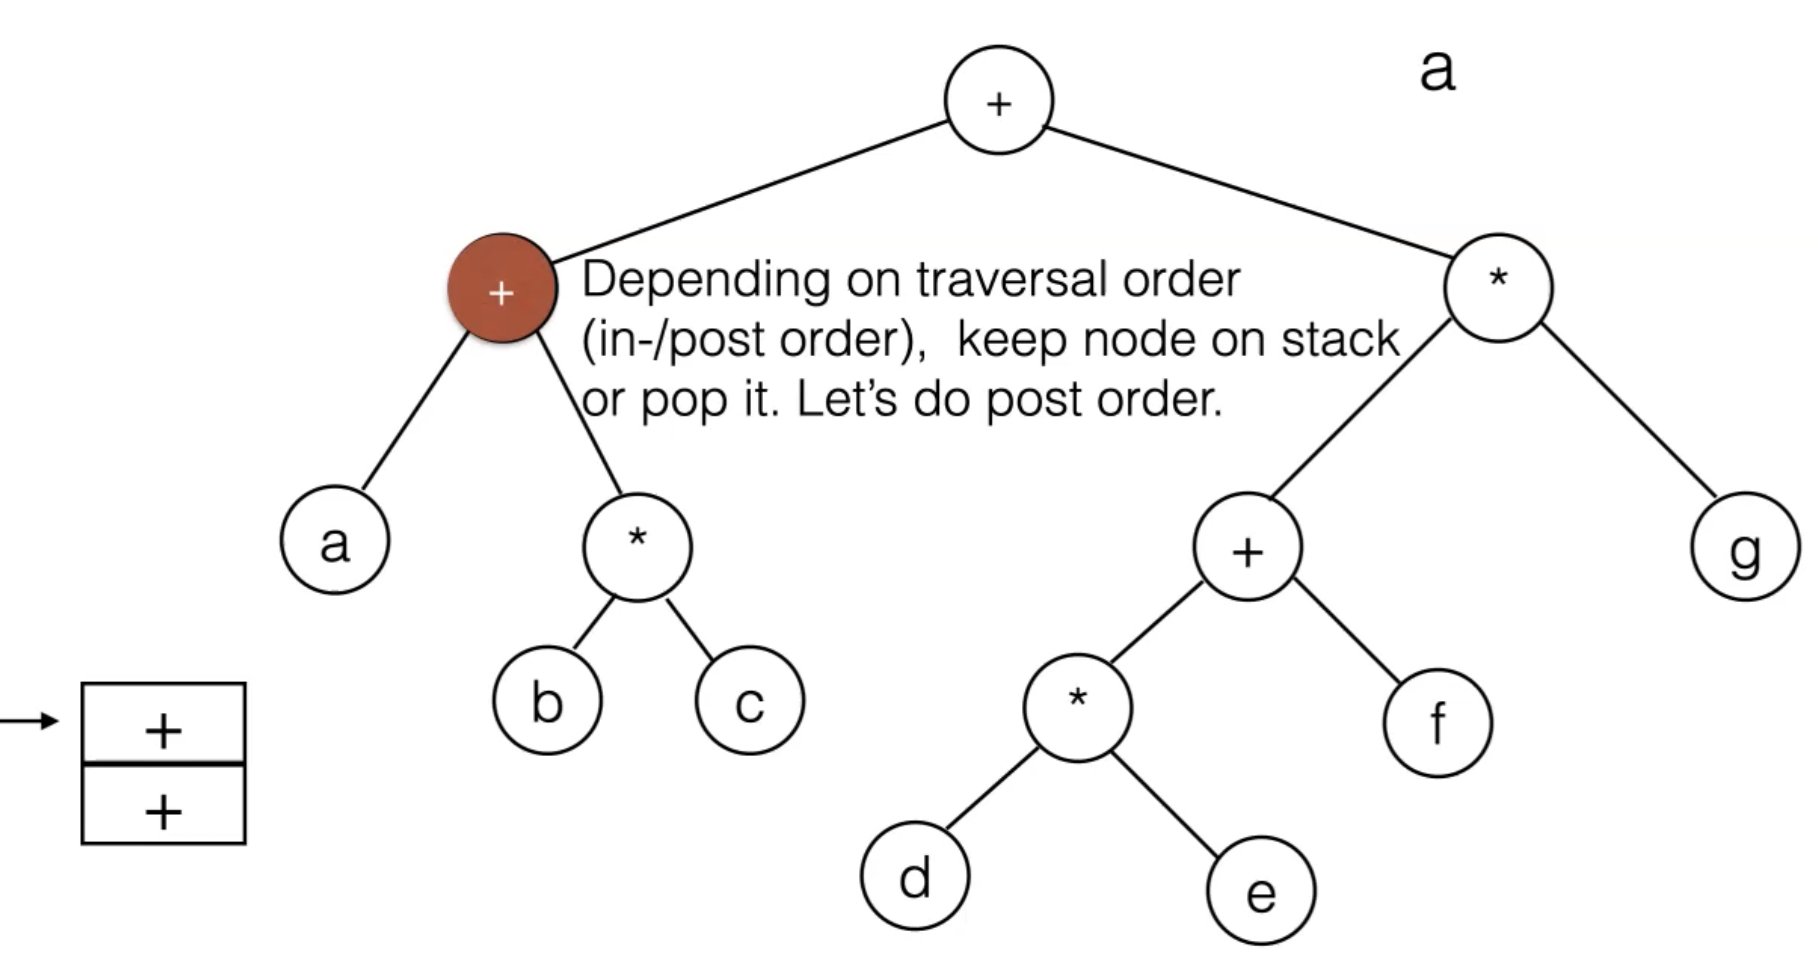 +
a
+
Depending on traversal order
(in-/post order),  keep node on stack
or pop it. Let’s do post order.
*
a
*
+
g
b
c
*
f
+
+
d
e